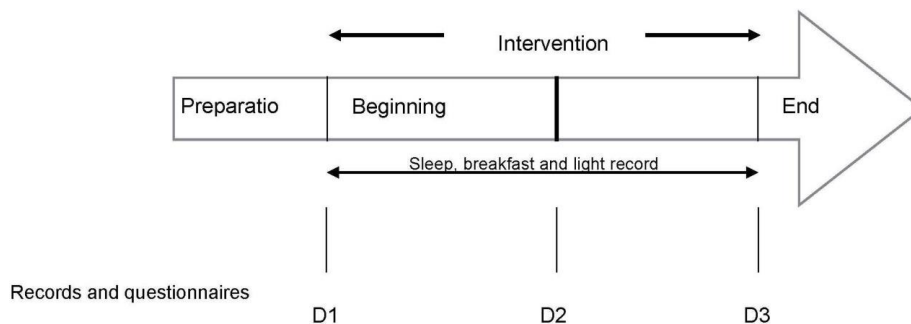 Intervention
Preparatio Beginning End
Sleep, breakfast and light record
Records and questionnaires
D1 D2 D3